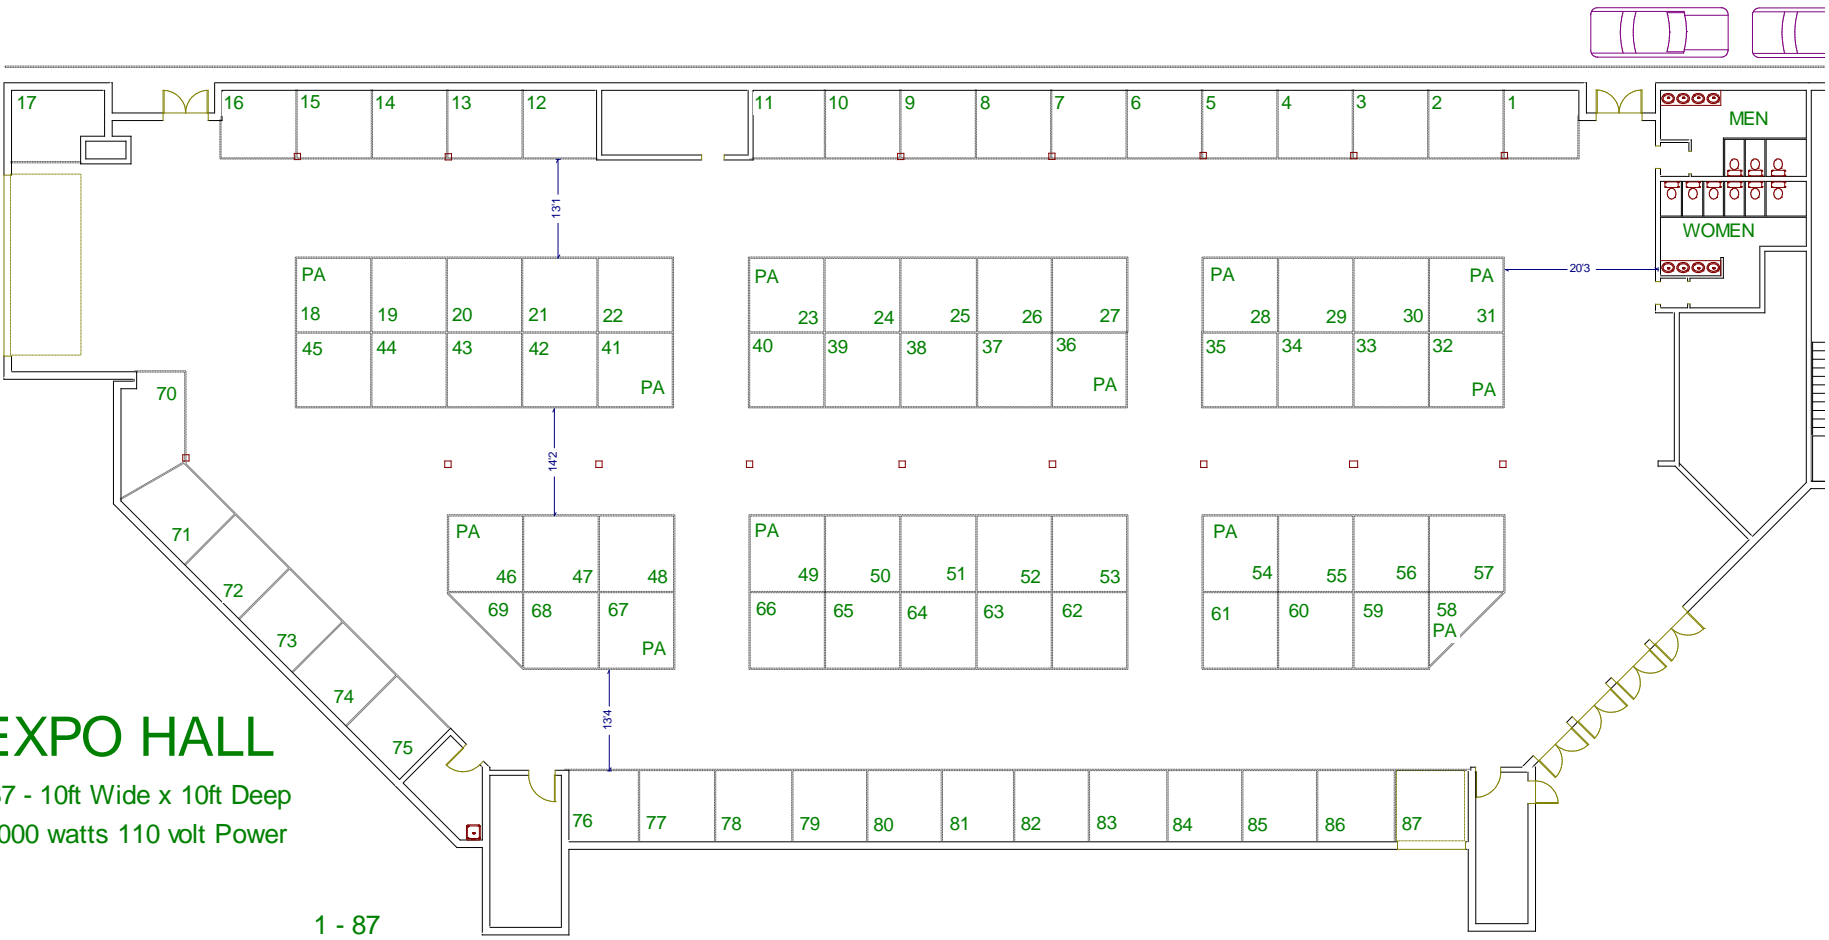 17 16 15 14 13 12 11 10 9 8 7 6 5 4 3 2 1
MEN
WOMEN
13'1
20'3
PA PA PA PA
18 19 20 21 22 23 24 25 26 27 28 29 30 31
45 44 43 42 41 40 39 38 37 36 35 34 33 32
PA PA PA
70
14'2
PA PA PA
71 46 47 48 49 50 51 52 53 54 55 56 57
72 69 68 67 66 65 64 63 62 61 60 59 58
PA PA
73
74
75
13'4
EXPO HALL
7 - 10ft Wide x 10ft Deep
000 watts 110 volt Power
76 77 78 79 80 81 82 83 84 85 86 87
1 - 87